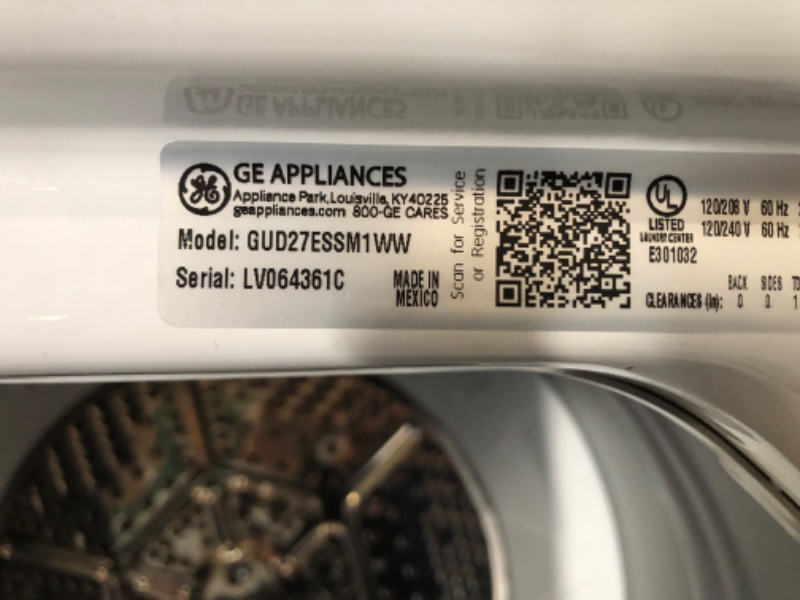 GE APPLIANCES
Appliance Park, Louisville, KY40225
geappliances.com 800-GE CARES
Model: GUD27ESSM1WW
Serial: LV064361C
MADE IN
MEXICO
Scan for Service
or Registration
UL
LISTED
LAUNDRY CENTER
E301032
120/208 V 60 Hz
120/240 V 60 Hz
BACK SIDES
CLEARANCES (in): 0 0 1